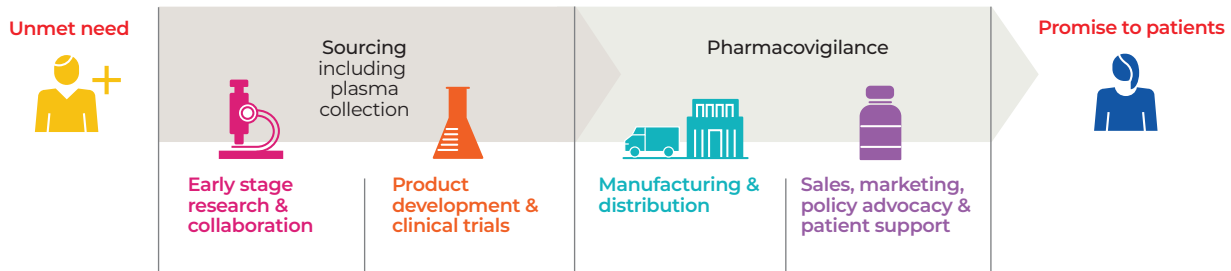 Unmet need
Sourcing
including
plasma
collection
Pharmacovigilance
Promise to patients
Early stage
research &
collaboration
Product
development &
clinical trials
Manufacturing &
distribution
Sales, marketing,
policy advocacy &
patient support